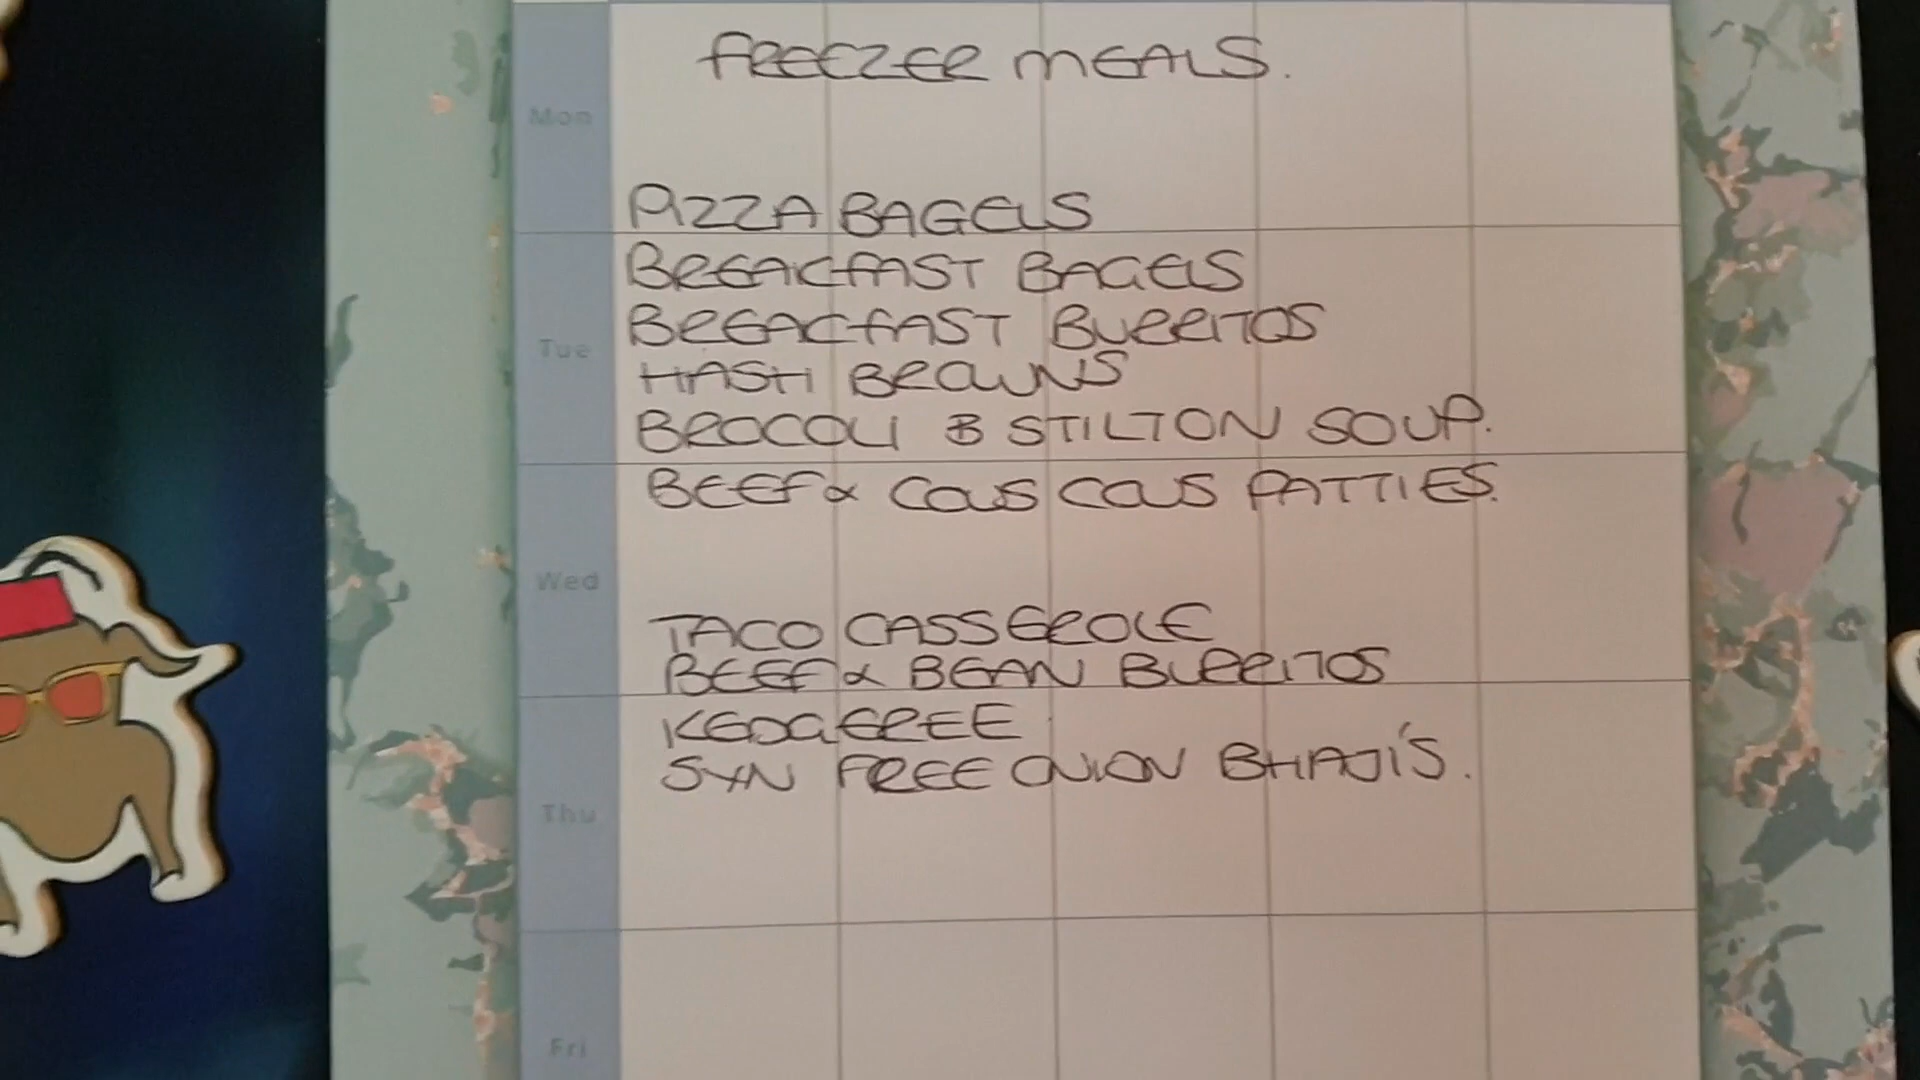 FREEZER MEALS.
Mon
PIZZA BAGELS
BREAKFAST BAGELS
BREAKFAST BURRITOS
Tue
HASH BROWNS
BROCOLI & STILTON SOUP.
BEEF & COUS COUS PATTIES.
Wed
TACO CASSEROLE
BEEF & BEAN BURRITOS
KEDGEREE
SYN FREE ONION BHAJI'S.
Thu
Fri